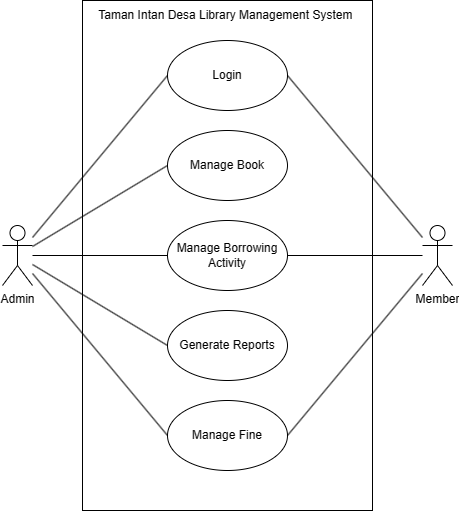 Taman Intan Desa Library Management System
Login
Manage Book
Manage Borrowing
Activity
Admin
Member
Generate Reports
Manage Fine